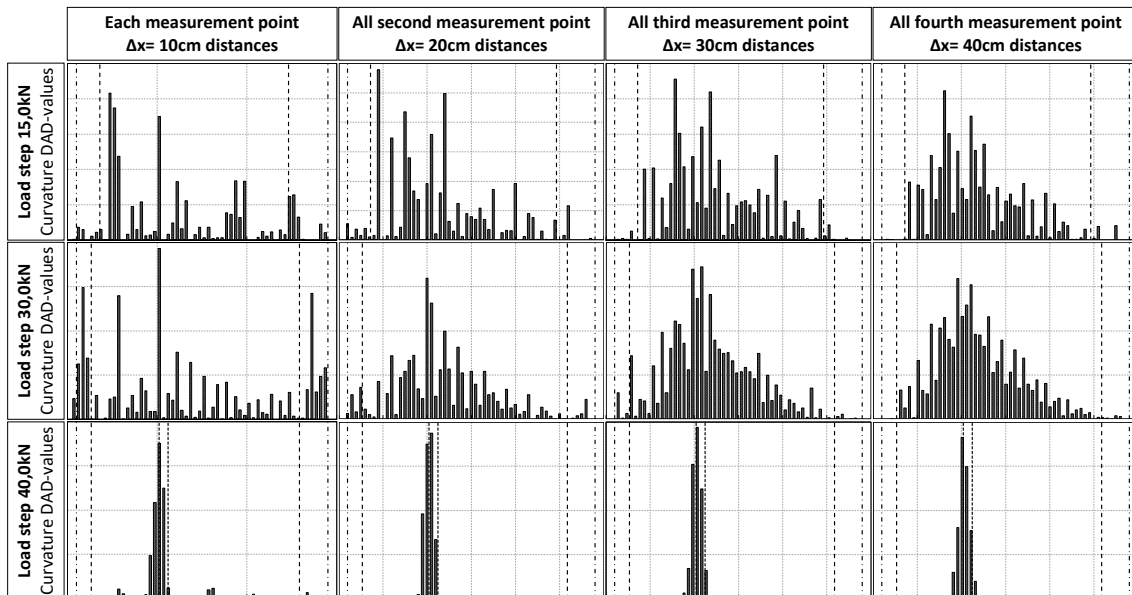 Each measurement point
Δx= 10cm distances
All second measurement point
Δx= 20cm distances
All third measurement point
Δx= 30cm distances
All fourth measurement point
Δx= 40cm distances
Load step 15,0kN
Curvature DAD-values
Load step 30,0kN
Curvature DAD-values
Load step 40,0kN
Curvature DAD-values